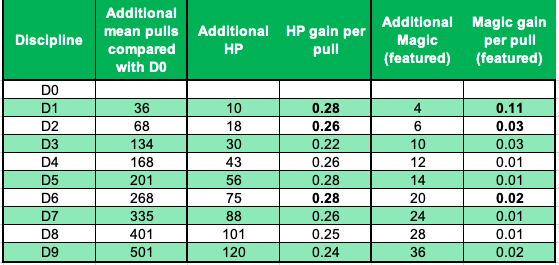 Discipline Additional mean pulls compared with D0 Additional HP HP gain per pull Additional Magic (featured) Magic gain per pull (featured)
D0
D1 36 10 0.28 4 0.11
D2 68 18 0.26 6 0.03
D3 134 30 0.22 10 0.03
D4 168 43 0.26 12 0.01
D5 201 56 0.28 14 0.01
D6 268 75 0.28 20 0.02
D7 335 88 0.26 24 0.01
D8 401 101 0.25 28 0.01
D9 501 120 0.24 36 0.02